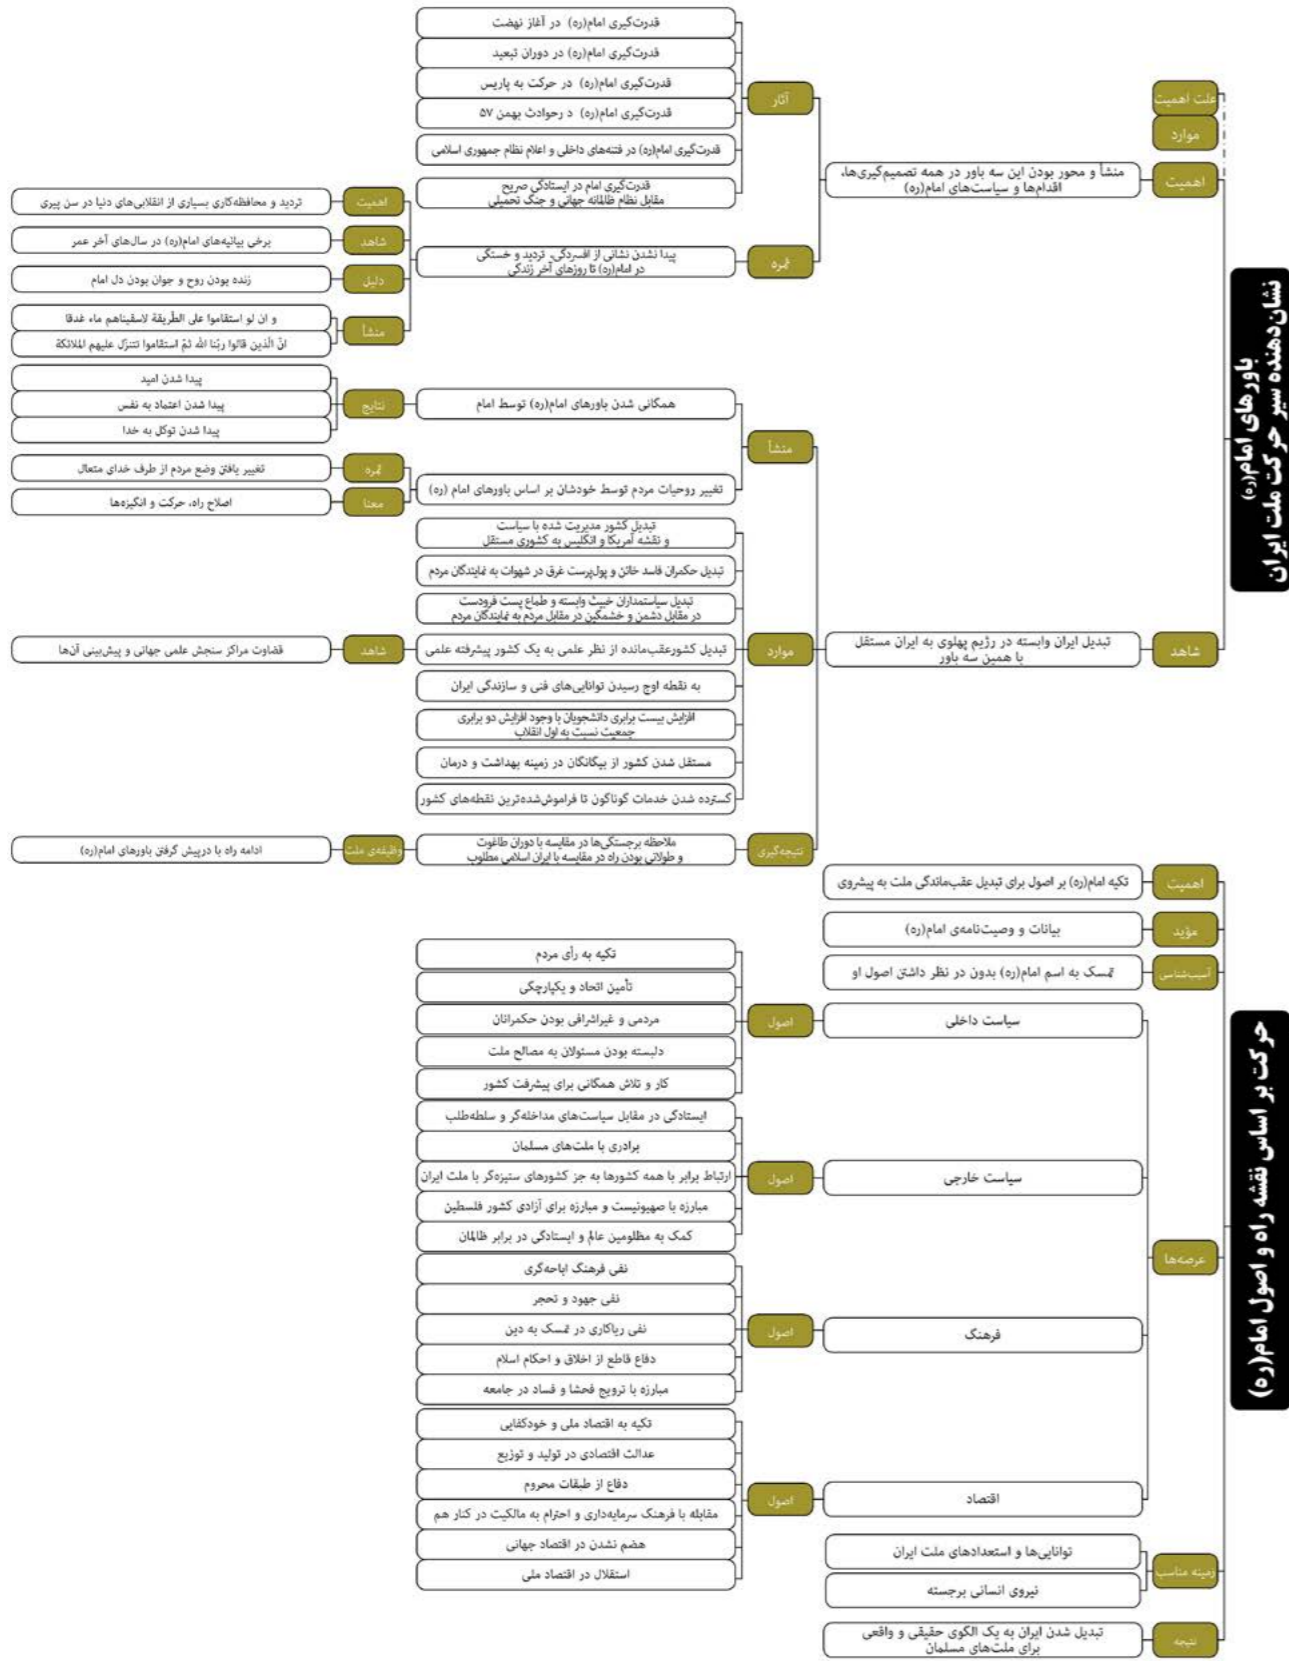 باورهای امام(ره)
نشان‌دهنده سیر حرکت ملت ایران
علت اهمیت
موارد
اهمیت
منشأ و محور بودن این سه باور در همه تصمیم‌گیری‌ها،
اقدام‌ها و سیاست‌های امام(ره)
آثار
قدرت‌گیری امام(ره) در آغاز نهضت
قدرت‌گیری امام(ره) در دوران تبعید
قدرت‌گیری امام(ره) در حرکت به پاریس
قدرت‌گیری امام(ره) د رحوادث بهمن ۵۷
قدرت‌گیری امام(ره) در فتنه‌های داخلی و اعلام نظام جمهوری اسلامی
قدرت‌گیری امام در ایستادگی صریح
مقابل نظام ظالمانه جهانی و جنگ تحمیلی
ثمره
پیدا نشدن نشانی از افسردگی، تردید و خستگی
در امام(ره) تا روزهای آخر زندگی
اهمیت
تردید و محافظه‌کاری بسیاری از انقلابی‌های دنیا در سن پیری
شاهد
برخی بیانیه‌های امام(ره) در سال‌های آخر عمر
دلیل
زنده بودن روح و جوان بودن دل امام
منشأ
و ان لو استقاموا علی الطّریقة لاسقیناهم ماء غدقا
انّ الّذین قالوا ربّنا الله ثمّ استقاموا تتنزّل علیهم الملائکة
شاهد
تبدیل ایران وابسته در رژیم پهلوی به ایران مستقل
با همین سه باور
منشأ
همگانی شدن باورهای امام(ره) توسط امام
نتایج
پیدا شدن امید
پیدا شدن اعتماد به نفس
پیدا شدن توکل به خدا
تغییر روحیات مردم توسط خودشان بر اساس باورهای امام (ره)
ثمره
تغییر یافتن وضع مردم از طرف خدای متعال
معنا
اصلاح راه، حرکت و انگیزه‌ها
موارد
تبدیل کشور مدیریت شده با سیاست
و نقشه آمریکا و انگلیس به کشوری مستقل
تبدیل حکمران فاسد خائن و پول‌پرست غرق در شهوات به نمایندگان مردم
تبدیل سیاستمداران خبیث وابسته و طماع پست فرودست
در مقابل دشمن و خشمگین در مقابل مردم به نمایندگان مردم
تبدیل کشورعقب‌مانده از نظر علمی به یک کشور پیشرفته علمی
شاهد
قضاوت مراکز سنجش علمی جهانی و پیش‌بینی آن‌ها
به نقطه اوج رسیدن توانایی‌های فنی و سازندگی ایران
افزایش بیست برابری دانشجویان با وجود افزایش دو برابری
جمعیت نسبت به اول انقلاب
مستقل شدن کشور از بیگانگان در زمینه بهداشت و درمان
گسترده شدن خدمات گوناگون تا فراموش‌شده‌ترین نقطه‌های کشور
نتیجه‌گیری
ملاحظه برجستگی‌ها در مقایسه با دوران طاغوت
و طولانی بودن راه در مقایسه با ایران اسلامی مطلوب
وظیفه‌ی ملت
ادامه راه با درپیش گرفتن باورهای امام(ره)
حرکت بر اساس نقشه راه و اصول امام(ره)
اهمیت
تکیه امام(ره) بر اصول برای تبدیل عقب‌ماندگی ملت به پیشروی
مؤید
بیانات و وصیت‌نامه‌ی امام(ره)
آسیب‌شناسی
تمسک به اسم امام(ره) بدون در نظر داشتن اصول او
عرصه‌ها
سیاست داخلی
اصول
تکیه به رأی مردم
تأمین اتحاد و یکپارچگی
مردمی و غیراشرافی بودن حکمرانان
دلبسته بودن مسئولان به مصالح ملت
کار و تلاش همگانی برای پیشرفت کشور
سیاست خارجی
اصول
ایستادگی در مقابل سیاست‌های مداخله‌گر و سلطه‌طلب
برادری با ملت‌های مسلمان
ارتباط برابر با همه کشورها به جز کشورهای ستیزه‌گر با ملت ایران
مبارزه با صهیونیست و مبارزه برای آزادی کشور فلسطین
کمک به مظلومین عالم و ایستادگی در برابر ظالمان
فرهنگ
اصول
نفی فرهنگ اباحه‌گری
نفی جهود و تحجر
نفی ریاکاری در تمسک به دین
دفاع قاطع از اخلاق و احکام اسلام
مبارزه با ترویج فحشا و فساد در جامعه
اقتصاد
اصول
تکیه به اقتصاد ملی و خودکفایی
عدالت اقتصادی در تولید و توزیع
دفاع از طبقات محروم
مقابله با فرهنگ سرمایه‌داری و احترام به مالکیت در کنار هم
هضم نشدن در اقتصاد جهانی
استقلال در اقتصاد ملی
زمینه مناسب
توانایی‌ها و استعدادهای ملت ایران
نیروی انسانی برجسته
نتیجه
تبدیل شدن ایران به یک الگوی حقیقی و واقعی
برای ملت‌های مسلمان